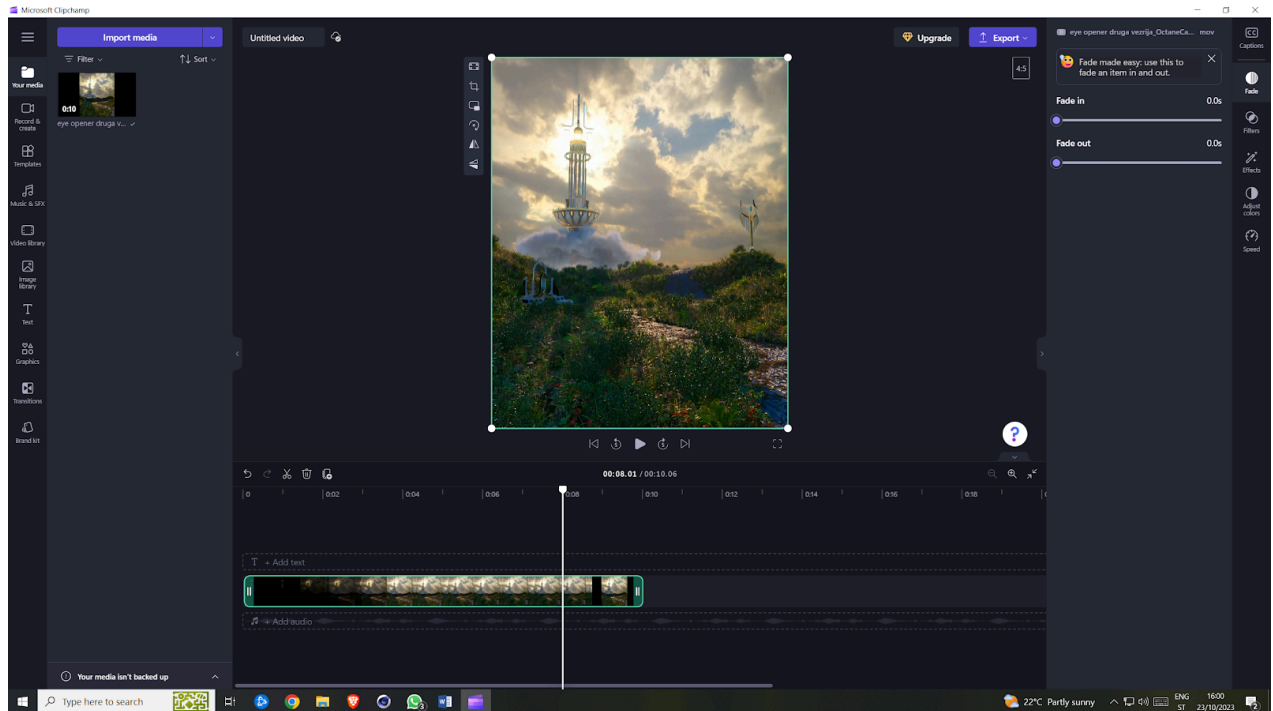 Microsoft Clipchamp
Import media
Untitled video
Upgrade
Export
eye opener druga vezrija_OctaneCa... mov
Captions
Filter
Sort
Your media
0:10
eye opener druga v...
4:5
Fade made easy: use this to
fade an item in and out.
Fade
Fade in
0.0s
Record &
create
Filters
Fade out
0.0s
Templates
Effects
Music & SFX
Adjust
colors
Video library
Speed
Image
library
Text
Graphics
Transitions
Brand kit
5
5
?
00:08.01 / 00:10.06
0
0:02
0:04
0:06
0:08
0:10
0:12
0:14
0:16
0:18
T + Add text
+ Add audio
Your media isn't backed up
Type here to search
3
22°C Partly sunny
ENG
ST
16:00
23/10/2023
2